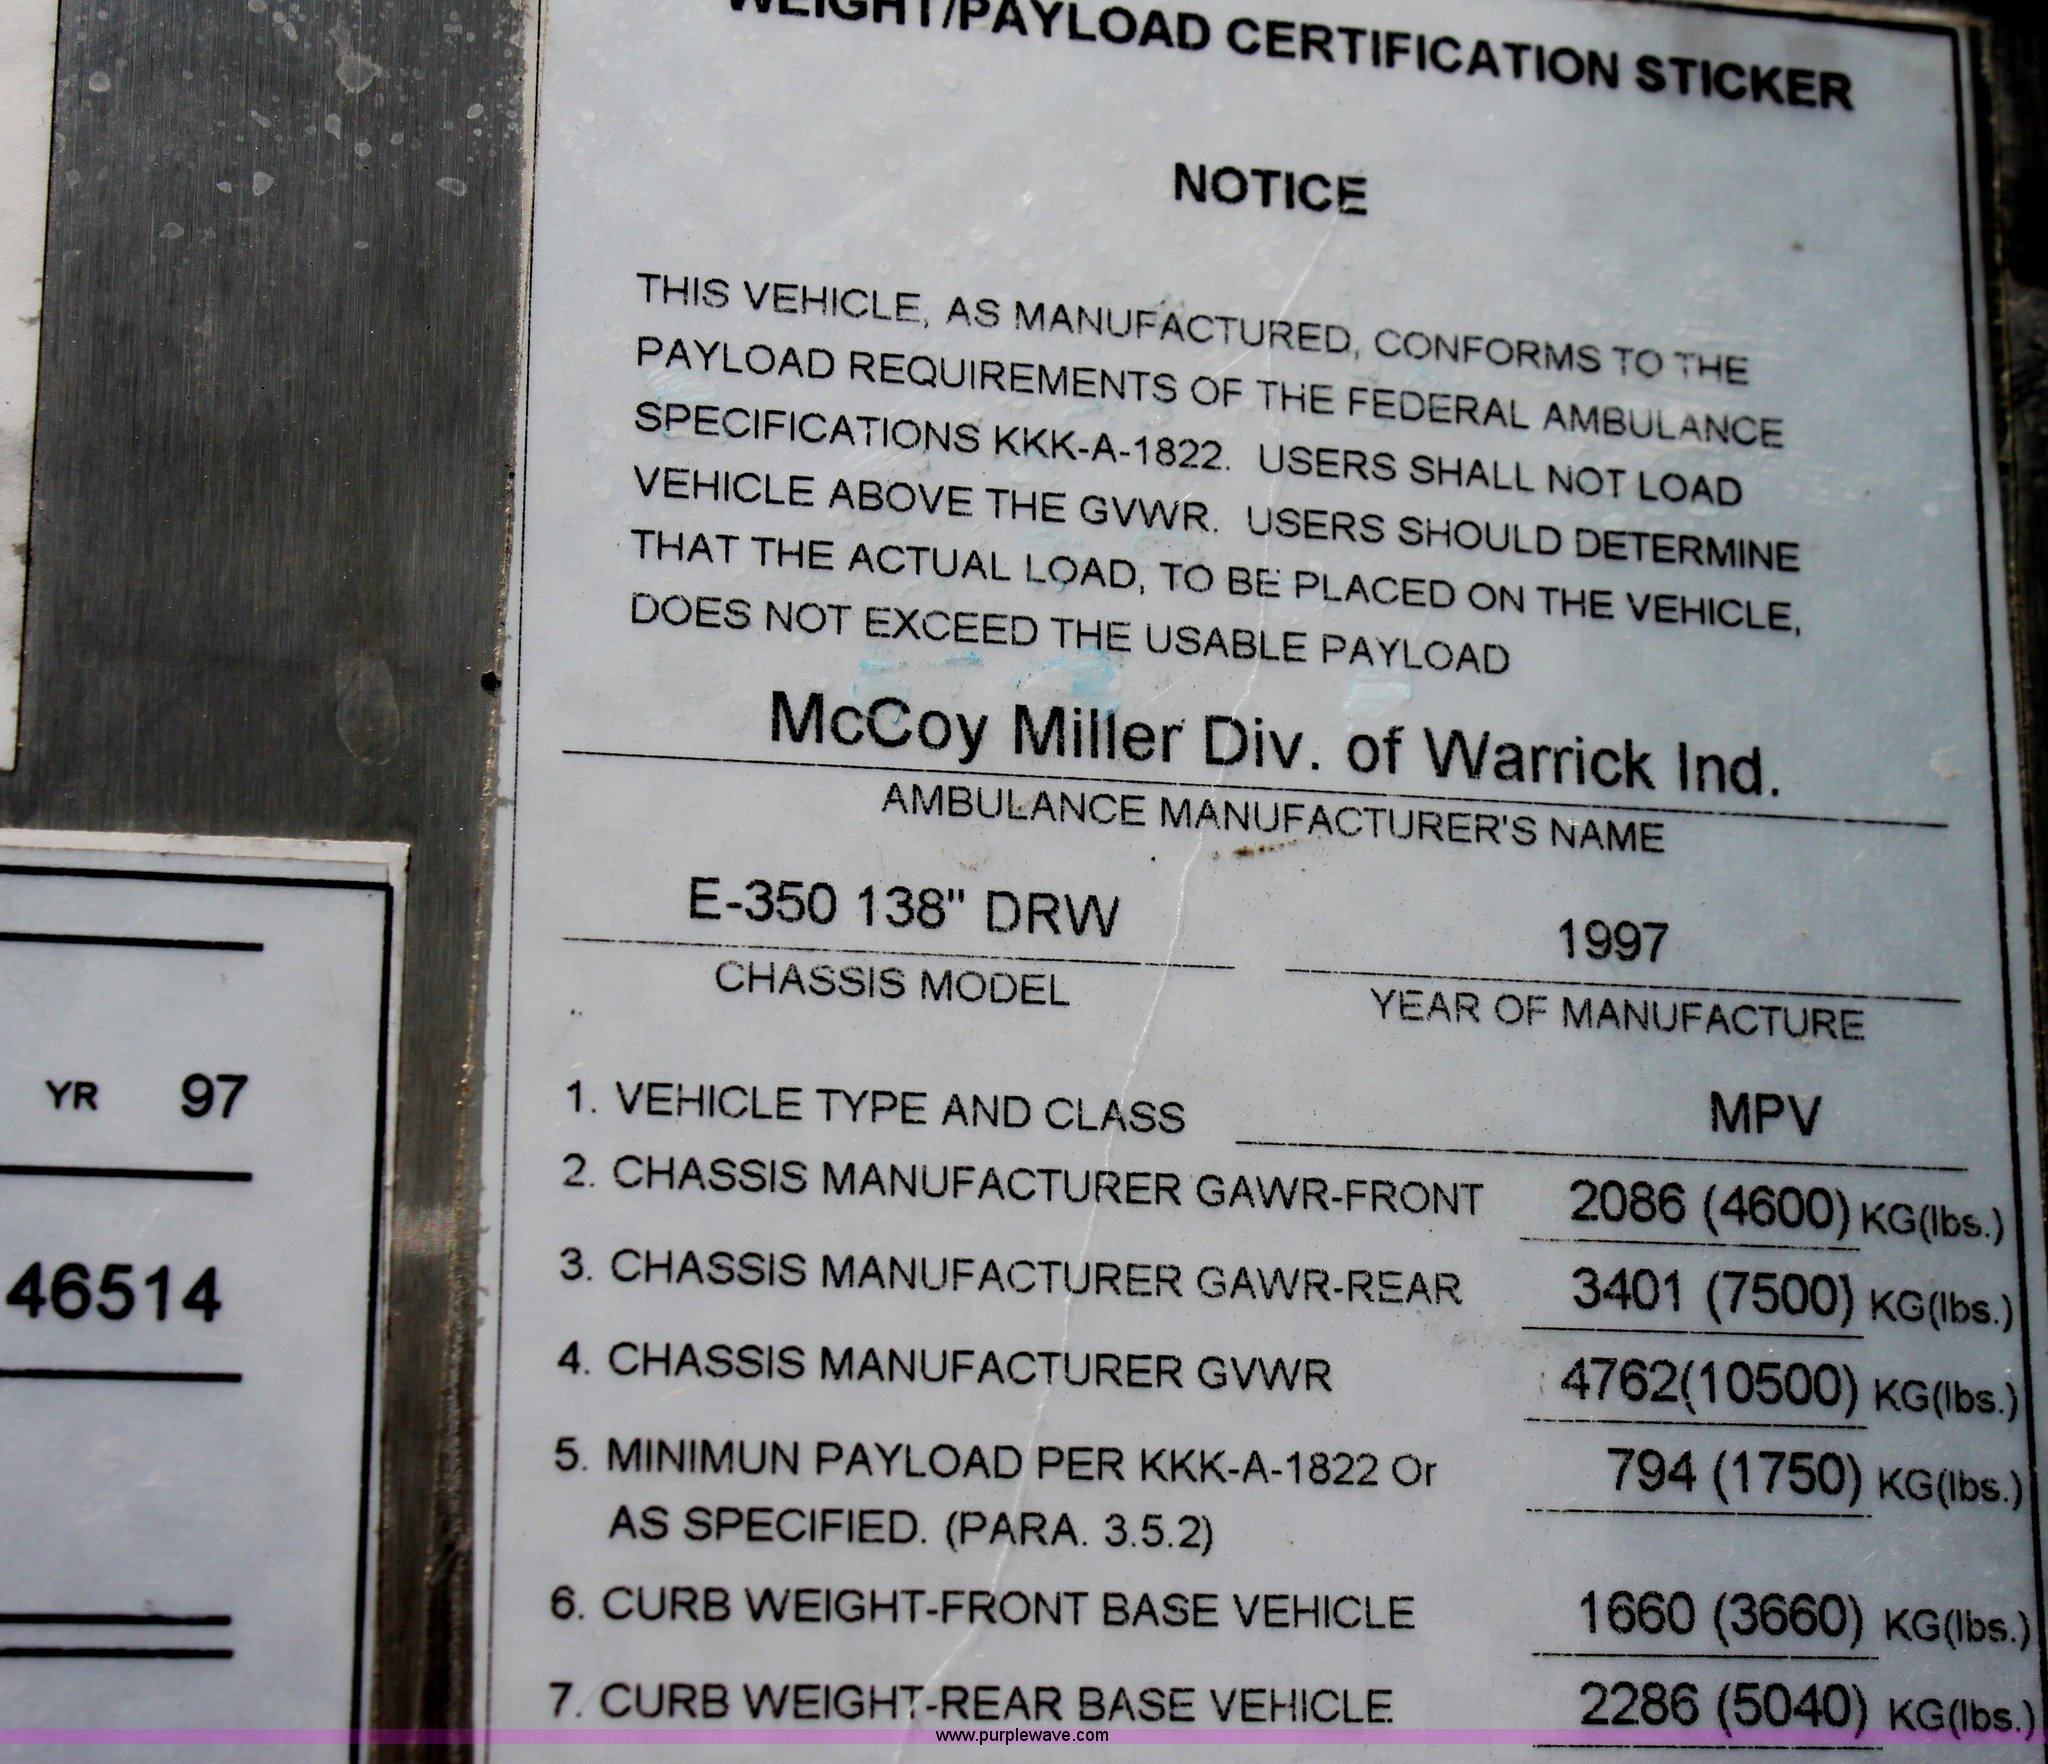 WEIGHT/PAYLOAD CERTIFICATION STICKER
NOTICE
THIS VEHICLE, AS MANUFACTURED, CONFORMS TO THE
PAYLOAD REQUIREMENTS OF THE FEDERAL AMBULANCE
SPECIFICATIONS KKK-A-1822. USERS SHALL NOT LOAD
VEHICLE ABOVE THE GVWR. USERS SHOULD DETERMINE
THAT THE ACTUAL LOAD, TO BE PLACED ON THE VEHICLE,
DOES NOT EXCEED THE USABLE PAYLOAD
McCoy Miller Div. of Warrick Ind.
AMBULANCE MANUFACTURER'S NAME
E-350 138" DRW 1997
CHASSIS MODEL YEAR OF MANUFACTURE
1. VEHICLE TYPE AND CLASS MPV
2. CHASSIS MANUFACTURER GAWR-FRONT 2086 (4600) KG(lbs.)
3. CHASSIS MANUFACTURER GAWR-REAR 3401 (7500) KG(lbs.)
4. CHASSIS MANUFACTURER GVWR 4762(10500) KG(lbs.)
5. MINIMUN PAYLOAD PER KKK-A-1822 Or 794 (1750) KG(lbs.)
AS SPECIFIED. (PARA. 3.5.2)
6. CURB WEIGHT-FRONT BASE VEHICLE 1660 (3660) KG(lbs.)
7. CURB WEIGHT-REAR BASE VEHICLE 2286 (5040) KG(lbs.)
YR 97
46514
www.purplewave.com